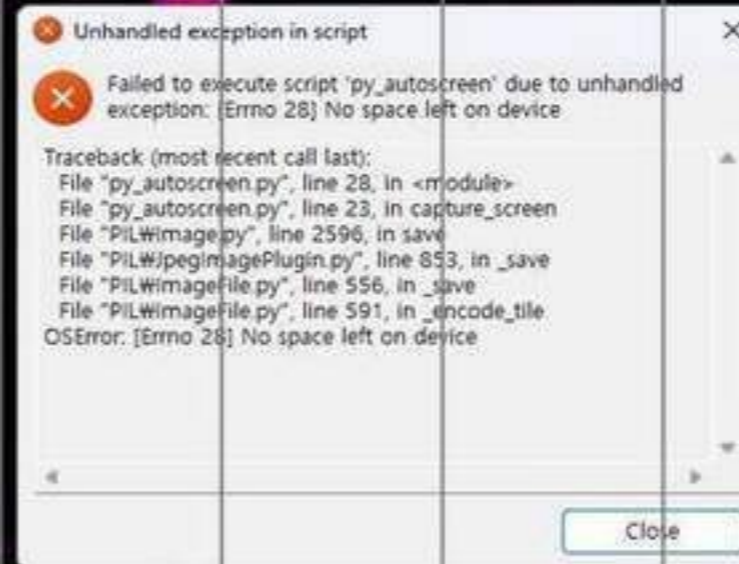 Unhandled exception in script
Failed to execute script 'py_autoscreen' due to unhandled
exception: [Errno 28] No space left on device
Traceback (most recent call last):
File "py_autoscreen.py", line 28, in <module>
File "py_autoscreen.py", line 23, in capture_screen
File "PIL₩Image.py", line 2596, in save
File "PIL₩JpegImagePlugin.py", line 853, in _save
File "PIL₩ImageFile.py", line 556, in _save
File "PIL₩ImageFile.py", line 591, in _encode_tile
OSError: [Errno 28] No space left on device
Close